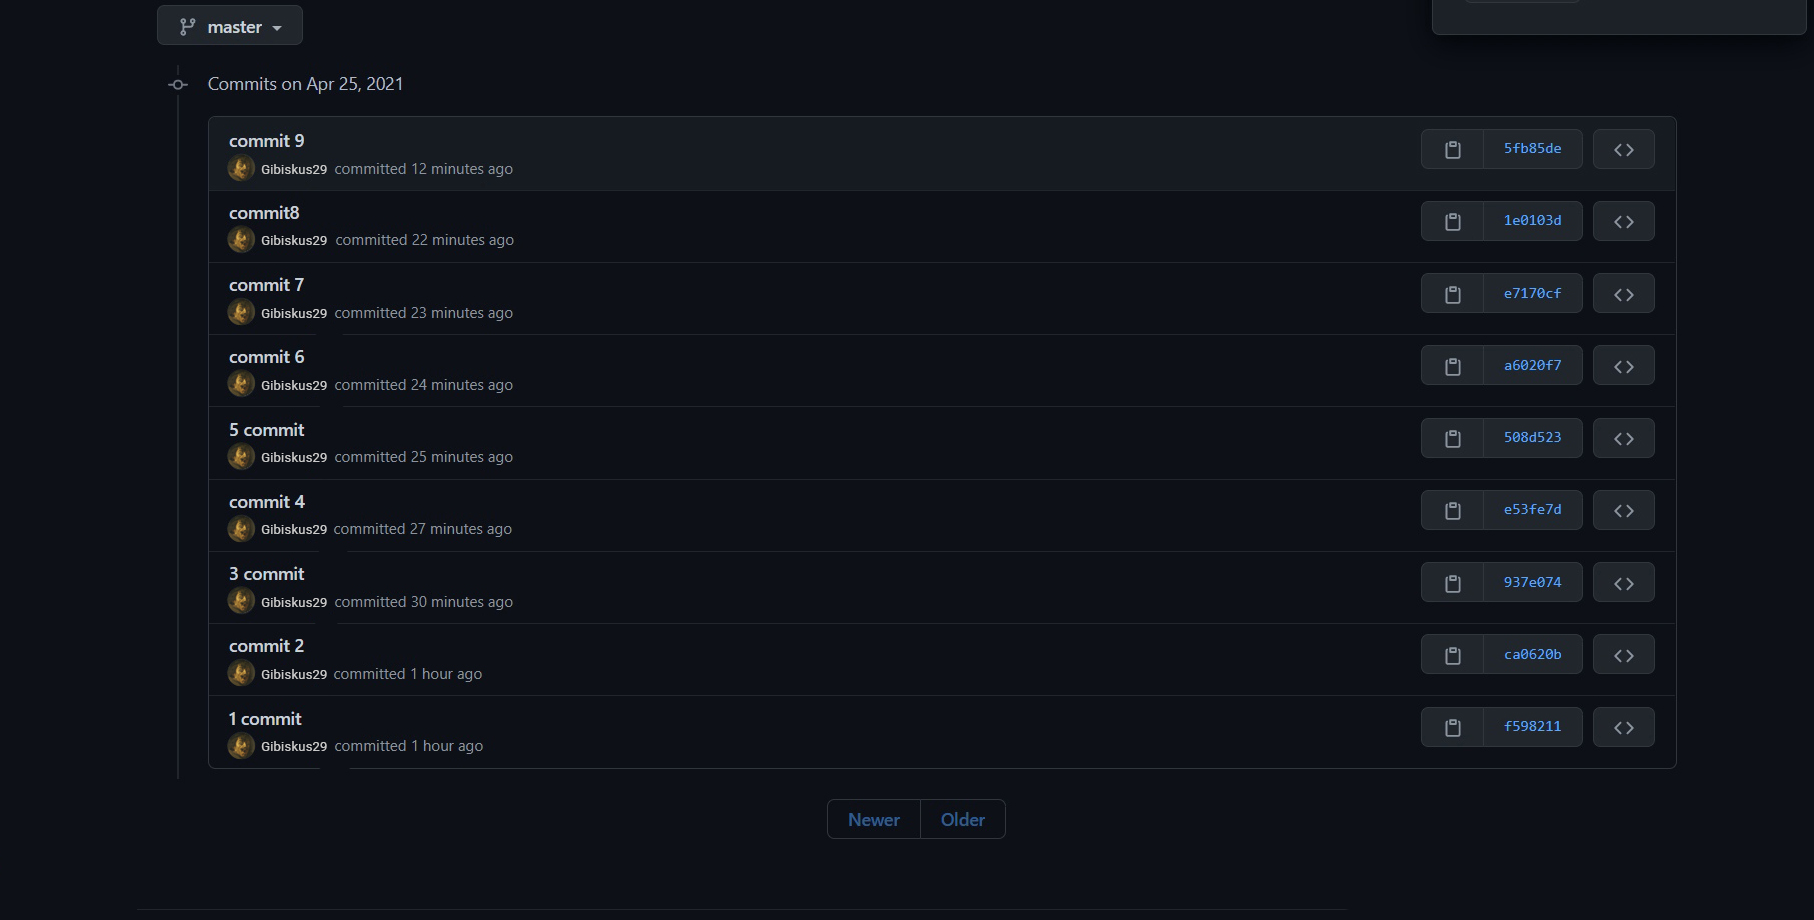 master
Commits on Apr 25, 2021
commit 9
Gibiskus29 committed 12 minutes ago
5fb85de
commit8
Gibiskus29 committed 22 minutes ago
1e0103d
commit 7
Gibiskus29 committed 23 minutes ago
e7170cf
commit 6
Gibiskus29 committed 24 minutes ago
a6020f7
5 commit
Gibiskus29 committed 25 minutes ago
508d523
commit 4
Gibiskus29 committed 27 minutes ago
e53fe7d
3 commit
Gibiskus29 committed 30 minutes ago
937e074
commit 2
Gibiskus29 committed 1 hour ago
ca0620b
1 commit
Gibiskus29 committed 1 hour ago
f598211
Newer Older